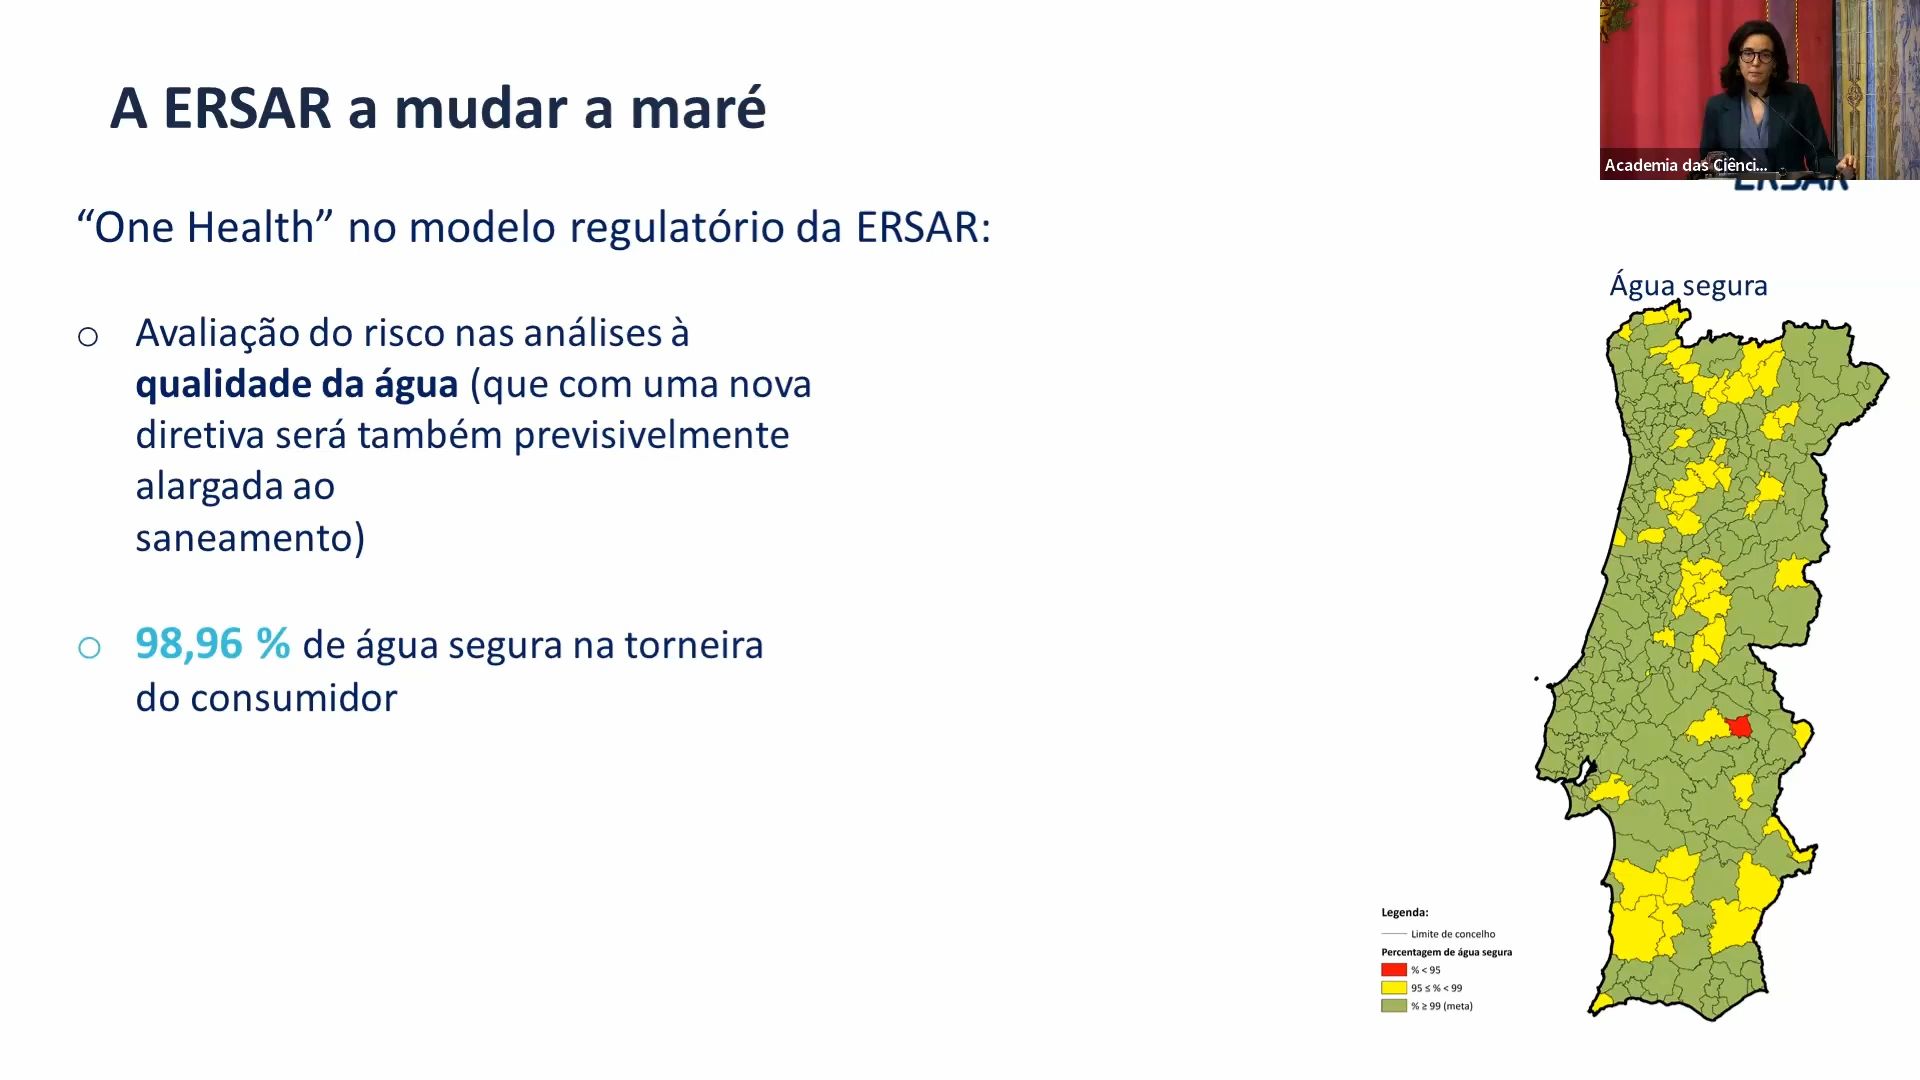 A ERSAR a mudar a maré
Academia das Ciênci...
ERSAR
“One Health” no modelo regulatório da ERSAR:
Água segura
o Avaliação do risco nas análises à
qualidade da água (que com uma nova
diretiva será também previsivelmente
alargada ao
saneamento)
o 98,96 % de água segura na torneira
do consumidor
Legenda:
Limite de concelho
Percentagem de água segura
% < 95
95 ≤ % < 99
% ≥ 99 (meta)